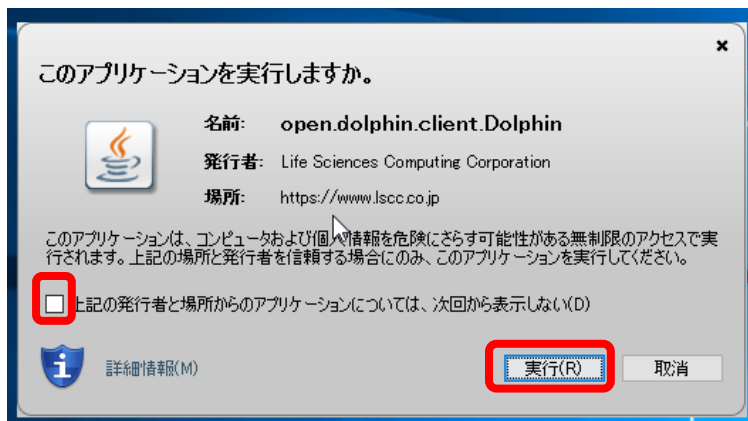 このアプリケーションを実行しますか。
名前: open.dolphin.client.Dolphin
発行者: Life Sciences Computing Corporation
場所: https://www.lscc.co.jp
このアプリケーションは、コンピュータおよび個人情報を危険にさらす可能性がある無制限のアクセスで実
行されます。上記の場所と発行者を信頼する場合にのみ、このアプリケーションを実行してください。
上記の発行者と場所からのアプリケーションについては、次回から表示しない(D)
詳細情報(M)
実行(R) 取消